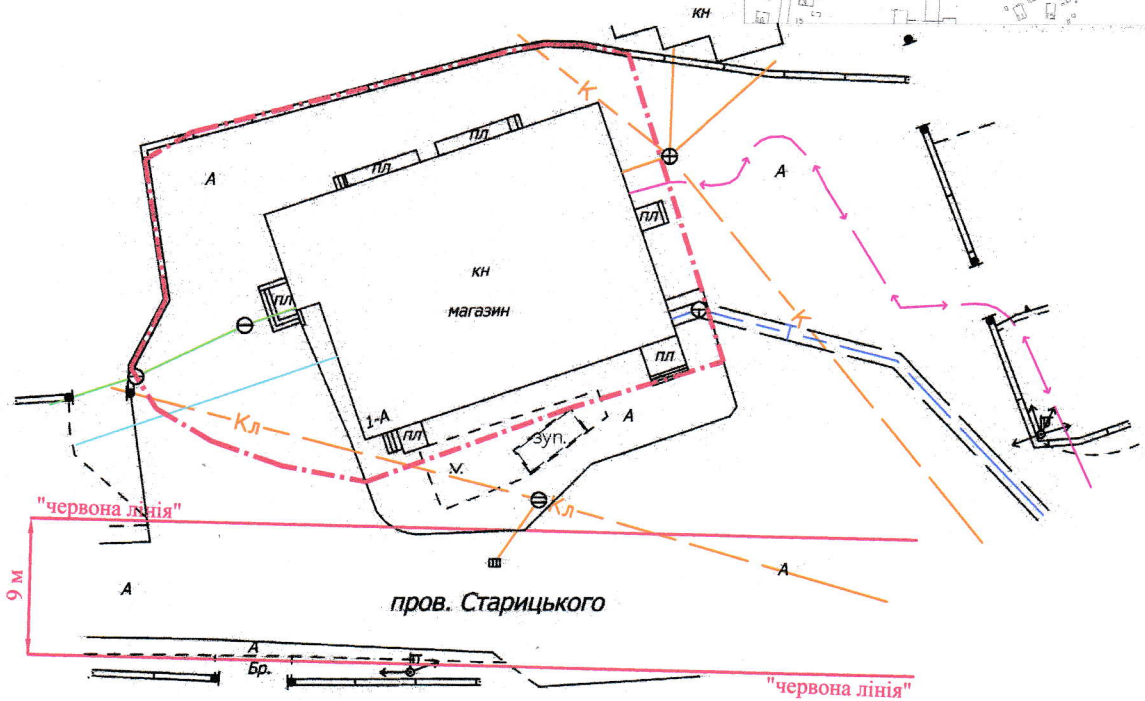 кн
К
пл
пл
А
А
пл
кн
магазин
пл
К
Т
пл
1-А
Кл
пл
зуп.
А
"червона лінія"
Кл
9 м
А
А
пров. Старицького
А
Бр.
"червона лінія"